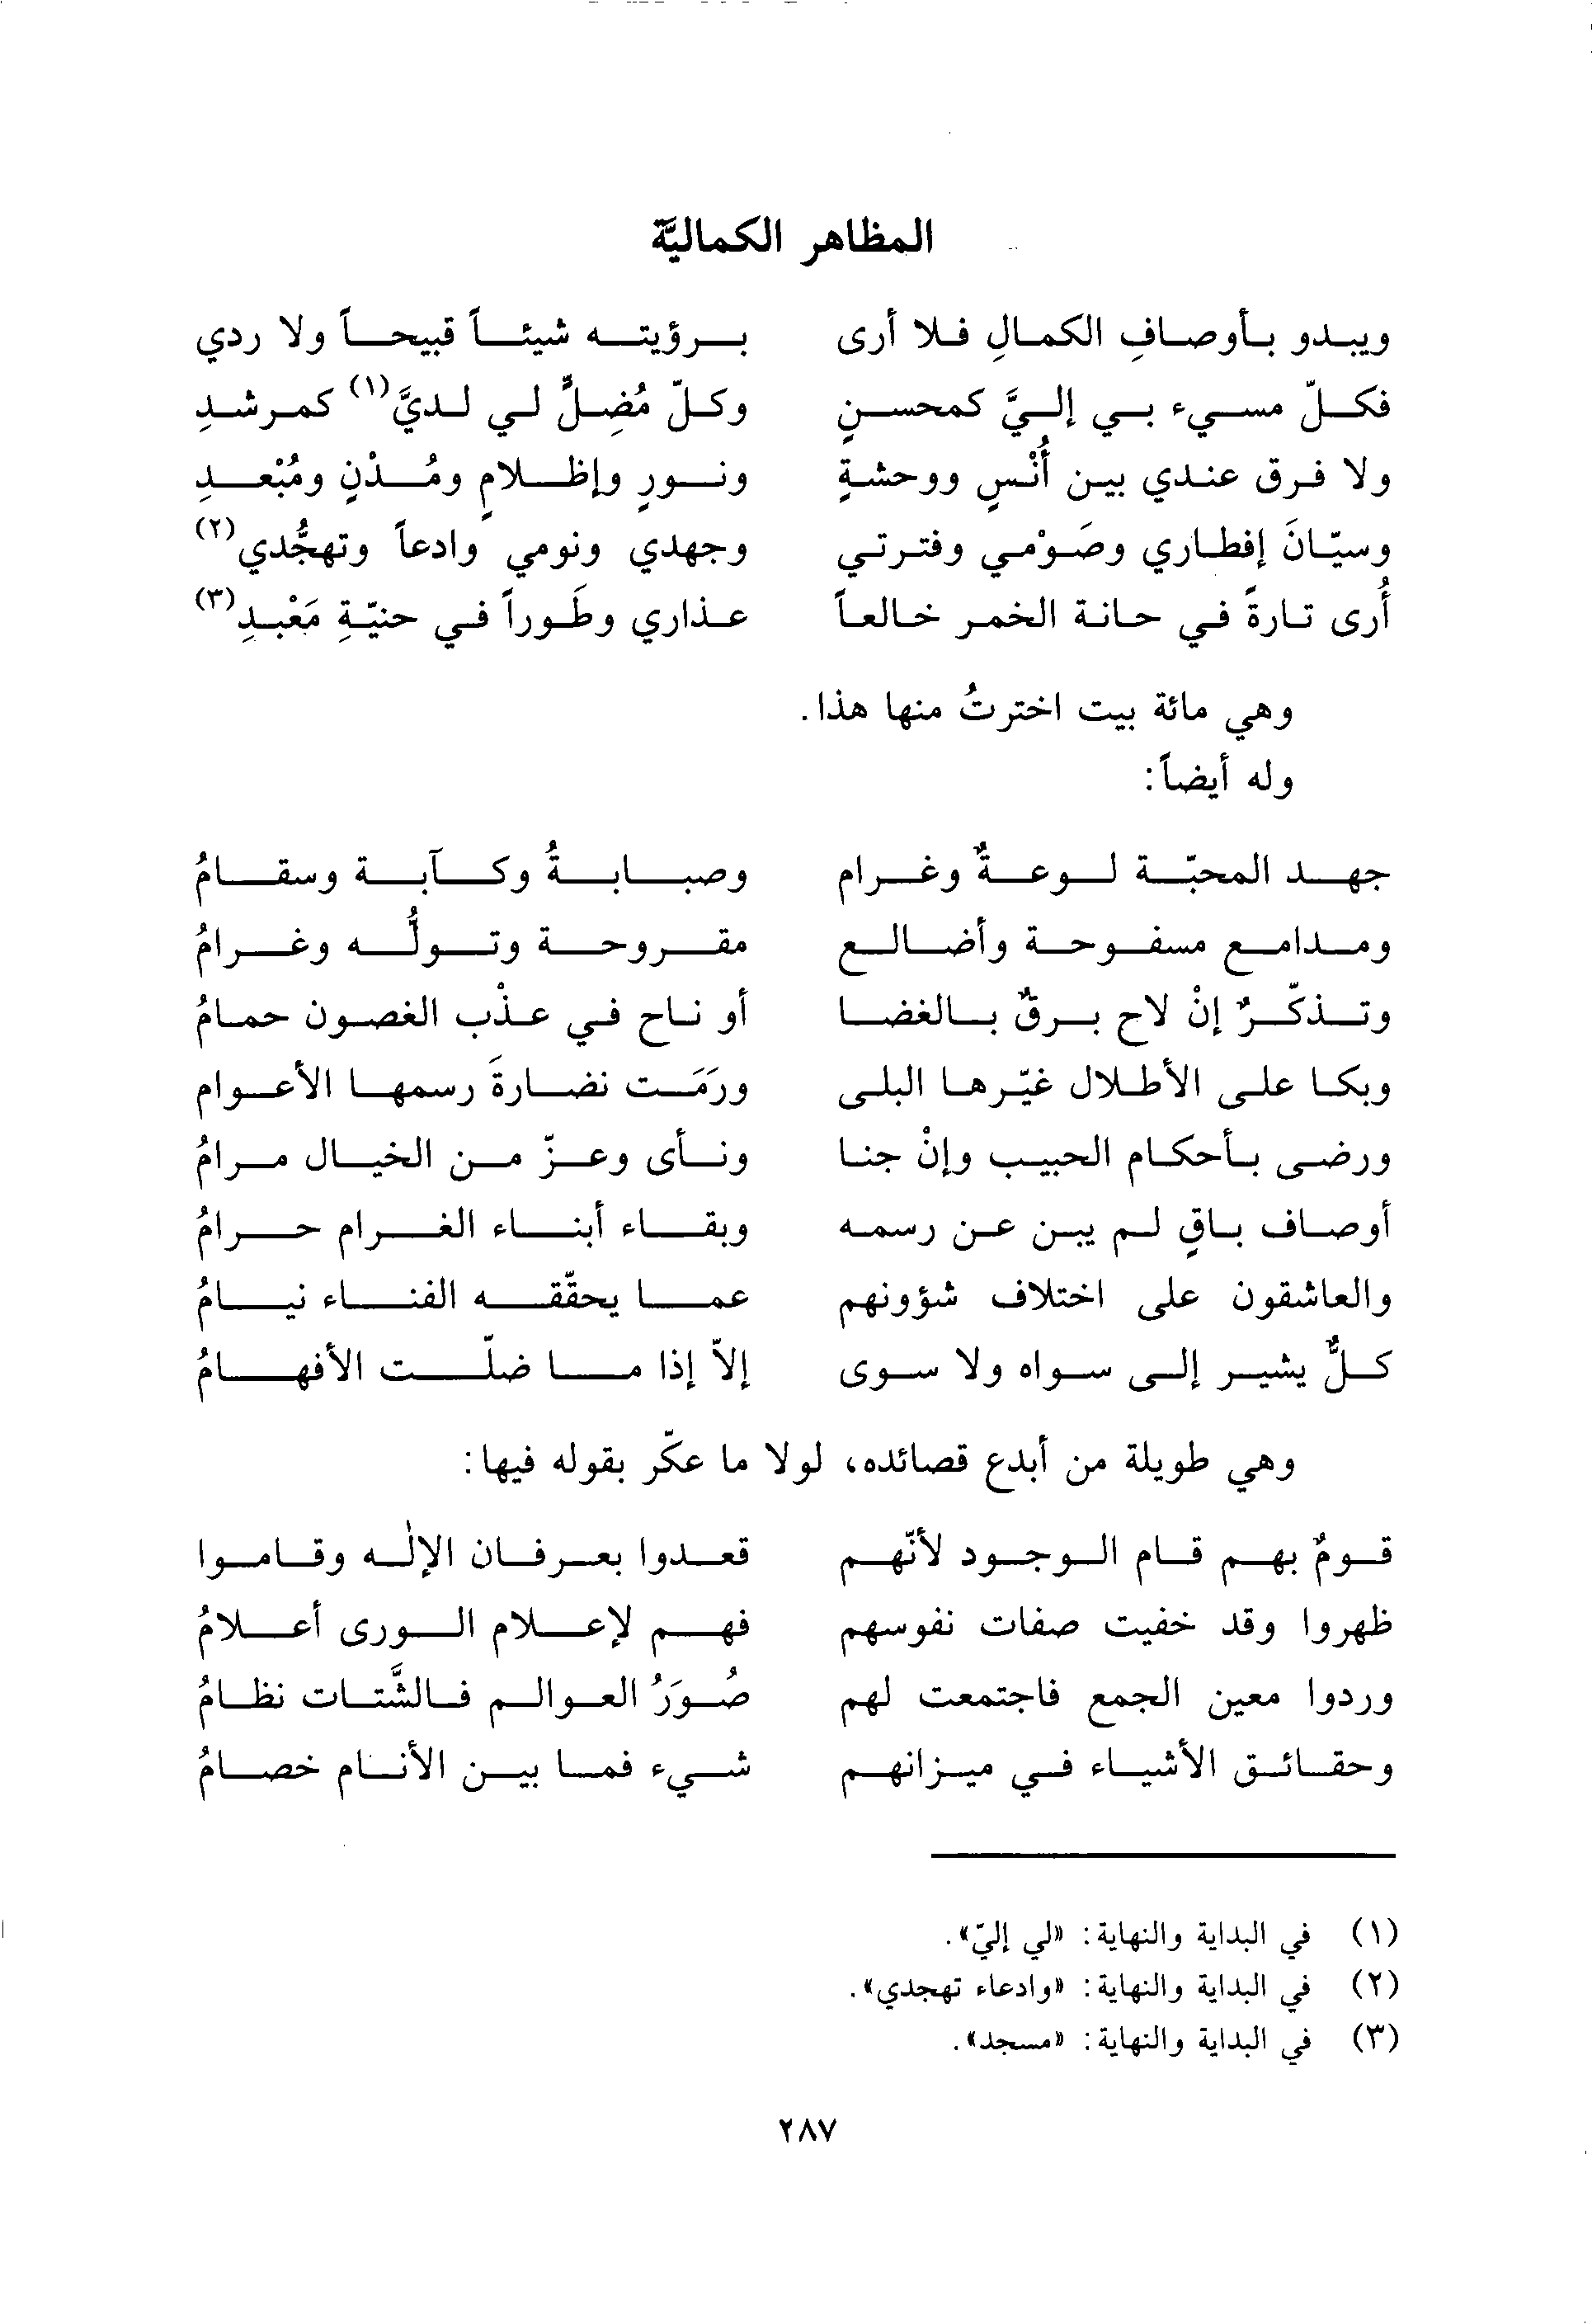 المظاهر الكماليَّة
ويبدو بأوصافِ الكمالِ فلا أرى برؤيته شيئاً قبيحاً ولا ردي
فكلّ مسيء بي إليَّ كمحسنٍ وكلّ مُضِلٍّ لي لديَّ(١) كمرشدِ
ولا فرق عندي بين أُنْسٍ ووحشةٍ ونورٍ وإظلامٍ ومُدْنٍ ومُبْعدِ
وسيّانَ إفطاري وصَوْمي وفترتي وجهدي ونومي وادعاً وتهجُّدي(٢)
أُرى تارةً في حانة الخمر خالعاً عذاري وطَوراً في حنيّةِ مَعْبدِ(٣)
وهي مائة بيت اخترتُ منها هذا.
وله أيضاً:
جهد المحبّة لوعةٌ وغرام وصبابةُ وكآبة وسقامُ
ومدامع مسفوحة وأضالع مقروحة وتولُّه وغرامُ
وتذكّرٌ إنْ لاح برقٌ بالغضا أو ناح في عذْب الغصون حمامُ
وبكا على الأطلال غيّرها البلى ورَمَت نضارةَ رسمها الأعوام
ورضى بأحكام الحبيب وإنْ جنا ونأى وعزّ من الخيال مرامُ
أوصاف باقٍ لم يبن عن رسمه وبقاء أبناء الغرام حرامُ
والعاشقون على اختلاف شؤونهم عما يحقّقه الفناء نيامُ
كلٌّ يشير إلى سواه ولا سوى إلاّ إذا ما ضلّت الأفهامُ
وهي طويلة من أبدع قصائده، لولا ما عكّر بقوله فيها:
قومٌ بهم قام الوجود لأنّهم قعدوا بعرفان الإلٰه وقاموا
ظهروا وقد خفيت صفات نفوسهم فهم لإعلام الورى أعلامُ
وردوا معين الجمع فاجتمعت لهم صُوَرُ العوالم فالشَّتات نظامُ
وحقائق الأشياء في ميزانهم شيء فما بين الأنام خصامُ
(١) في البداية والنهاية: «لي إليّ».
(٢) في البداية والنهاية: «وادعاء تهجدي».
(٣) في البداية والنهاية: «مسجد».
٢٨٧